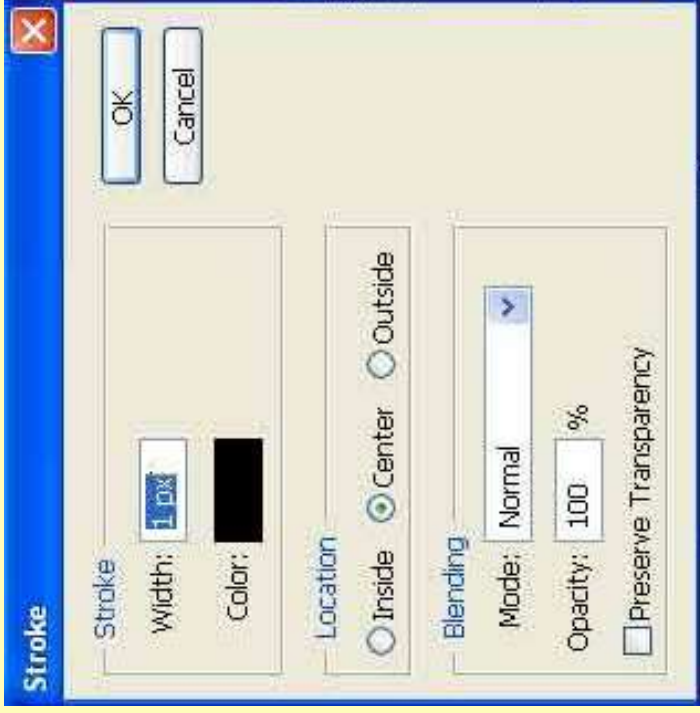 Stroke
Stroke
Width: 1 px
Color:
OK
Cancel
Location
Inside Center Outside
Blending
Mode: Normal
Opacity: 100 %
Preserve Transparency